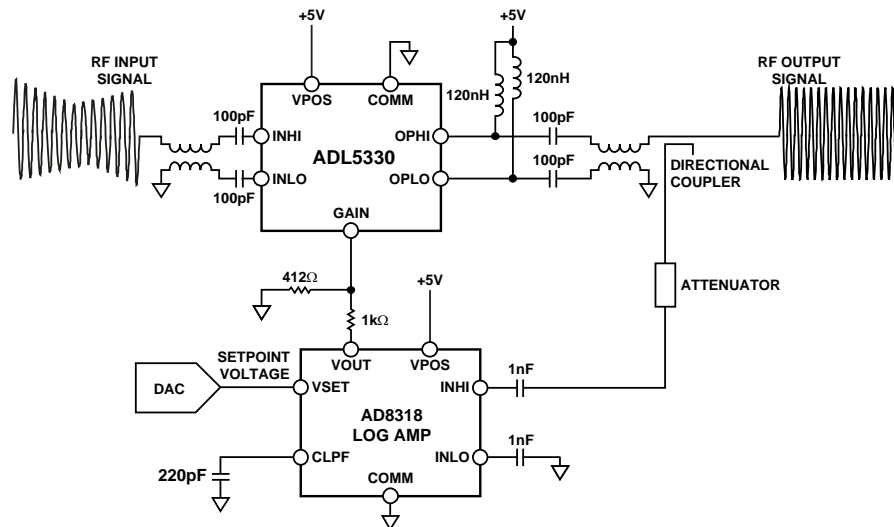 +5V
+5V
RF INPUT
SIGNAL
RF OUTPUT
SIGNAL
VPOS
COMM
120nH
120nH
100pF
100pF
INHI
OPHI
ADL5330
DIRECTIONAL
COUPLER
100pF
100pF
INLO
OPLO
GAIN
412Ω
+5V
ATTENUATOR
1kΩ
SETPOINT
VOLTAGE
VOUT
VPOS
1nF
DAC
VSET
INHI
AD8318
LOG AMP
1nF
CLPF
INLO
220pF
COMM